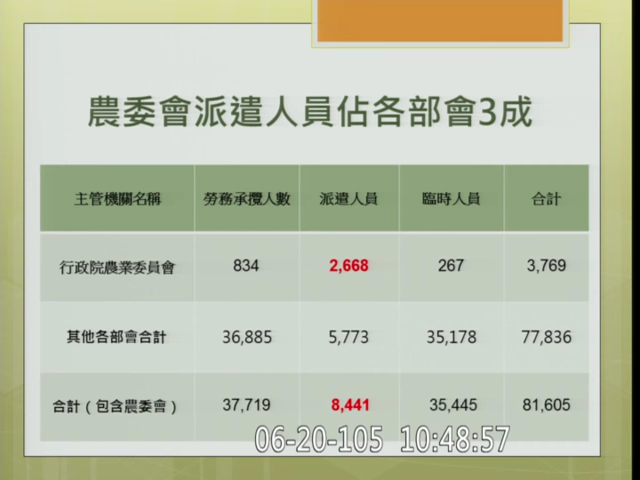 農委會派遣人員佔各部會3成
主管機關名稱 勞務承攬人數 派遣人員 臨時人員 合計
行政院農業委員會 834 2,668 267 3,769
其他各部會合計 36,885 5,773 35,178 77,836
合計（包含農委會） 37,719 8,441 35,445 81,605
06-20-105 10:48:57